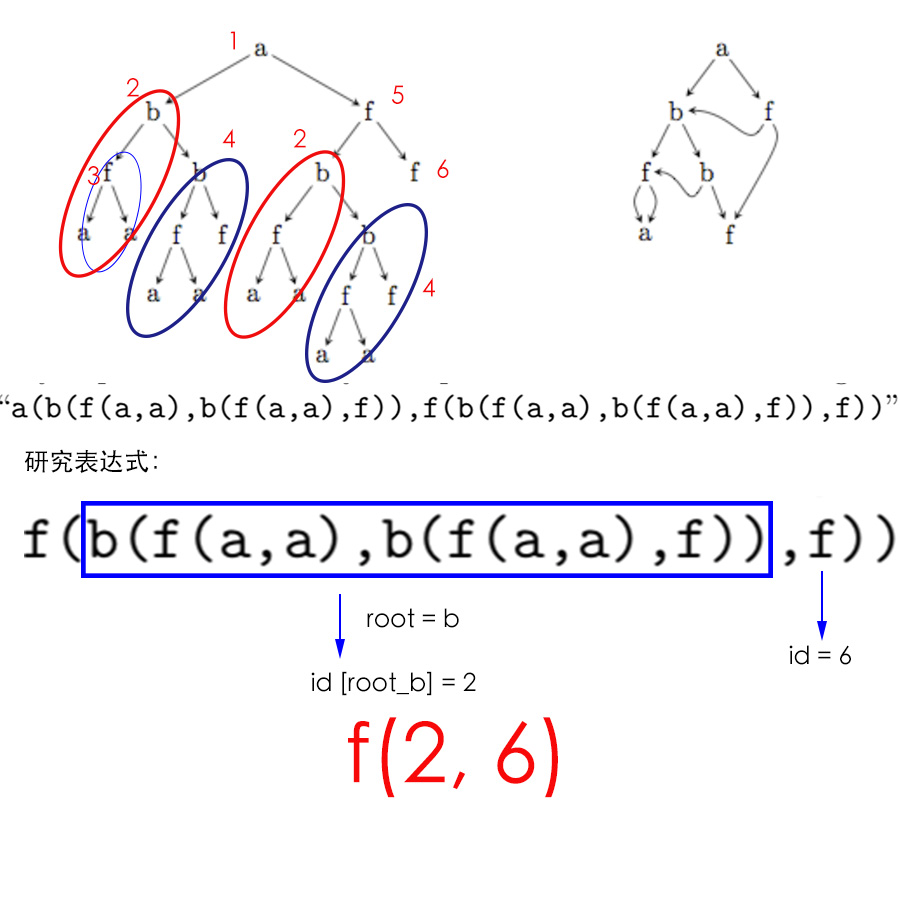 1 a a
2 b f 5 b f
3 f b 4 2 b f 6 f b
a a f f f b a f
a a a a f f 4
a a
“a(b(f(a,a),b(f(a,a),f)),f(b(f(a,a),b(f(a,a),f)),f))”
研究表达式:
f(b(f(a,a),b(f(a,a),f)),f))
root = b
id = 6
id [root_b] = 2
f(2, 6)